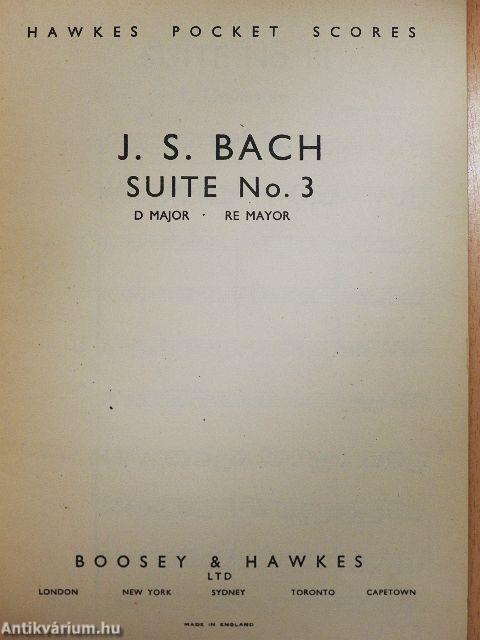 HAWKES POCKET SCORES
J. S. BACH
SUITE No. 3
D MAJOR · RE MAYOR
BOOSEY & HAWKES
LTD
LONDON NEW YORK SYDNEY TORONTO CAPETOWN
MADE IN ENGLAND
Antikvárium.hu